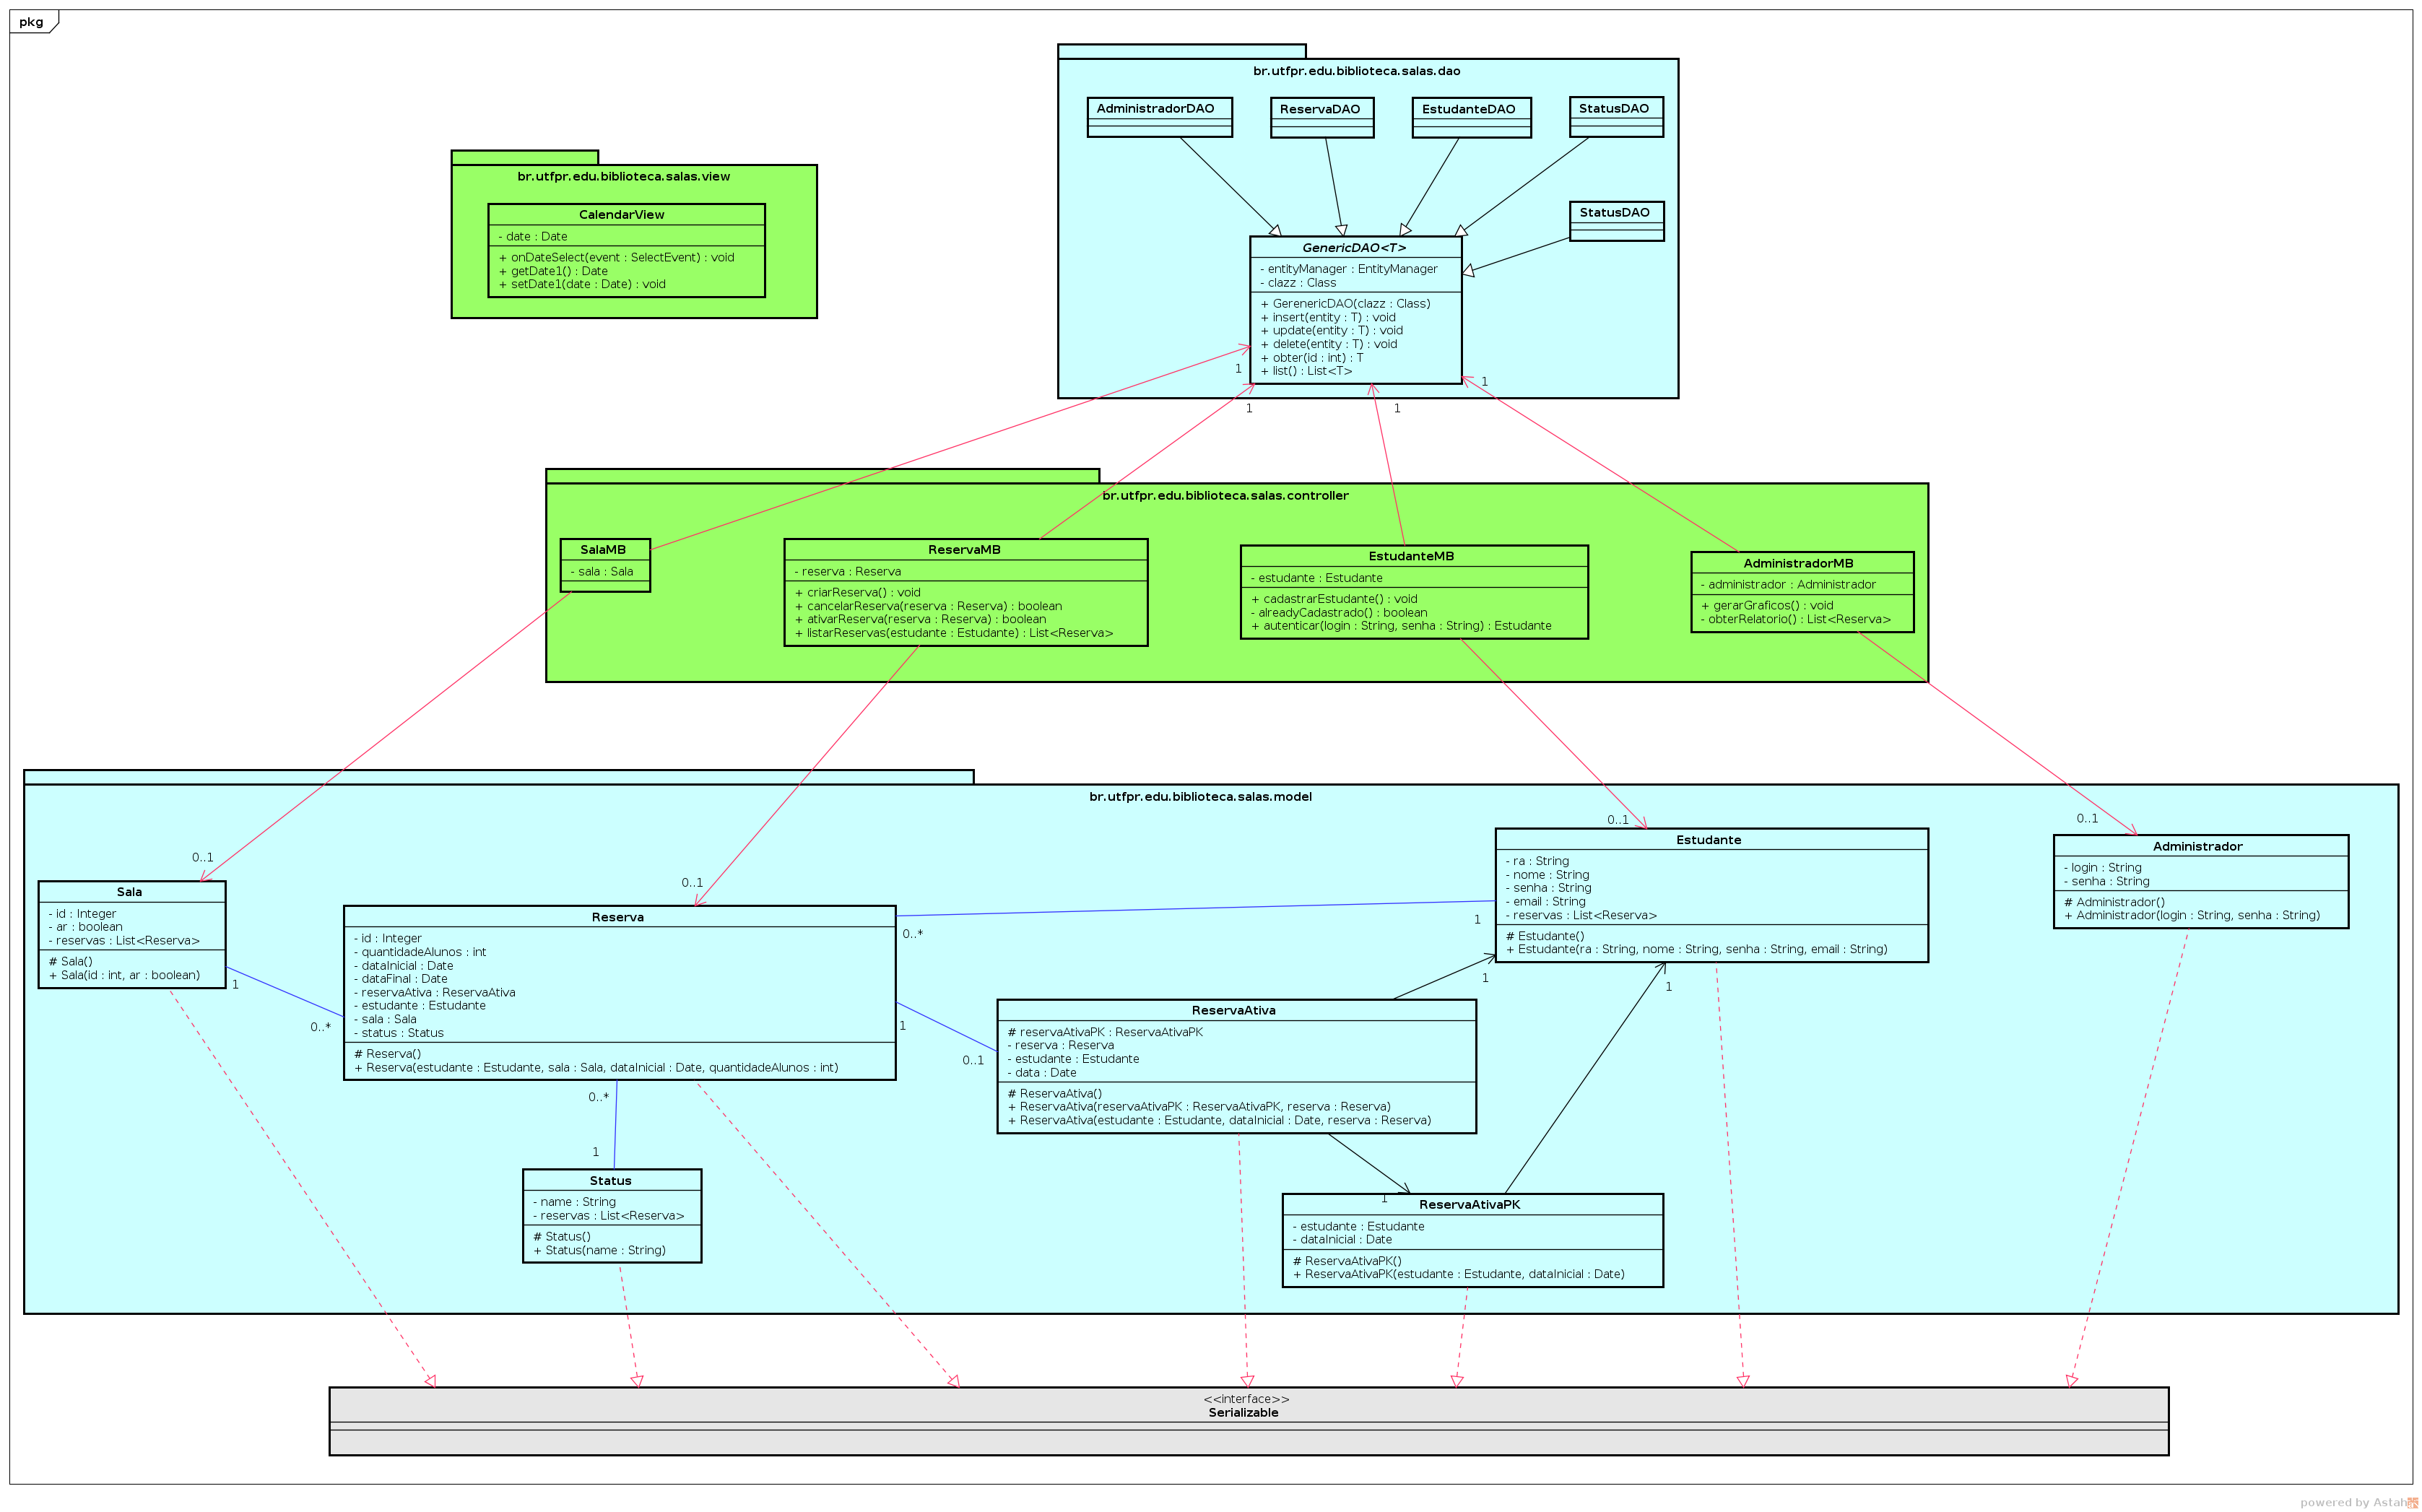 pkg
br.utfpr.edu.biblioteca.salas.dao
AdministradorDAO
ReservaDAO
EstudanteDAO
StatusDAO
StatusDAO
GenericDAO<T>
- entityManager : EntityManager
- clazz : Class
+ GerenericDAO(clazz : Class)
+ insert(entity : T) : void
+ update(entity : T) : void
+ delete(entity : T) : void
+ obter(id : int) : T
+ list() : List<T>
1
1
1
1
br.utfpr.edu.biblioteca.salas.view
CalendarView
- date : Date
+ onDateSelect(event : SelectEvent) : void
+ getDate1() : Date
+ setDate1(date : Date) : void
br.utfpr.edu.biblioteca.salas.controller
SalaMB
- sala : Sala
ReservaMB
- reserva : Reserva
+ criarReserva() : void
+ cancelarReserva(reserva : Reserva) : boolean
+ ativarReserva(reserva : Reserva) : boolean
+ listarReservas(estudante : Estudante) : List<Reserva>
EstudanteMB
- estudante : Estudante
+ cadastrarEstudante() : void
- alreadyCadastrado() : boolean
+ autenticar(login : String, senha : String) : Estudante
AdministradorMB
- administrador : Administrador
+ gerarGraficos() : void
- obterRelatorio() : List<Reserva>
br.utfpr.edu.biblioteca.salas.model
0..1
0..1
0..1
0..1
Sala
- id : Integer
- ar : boolean
- reservas : List<Reserva>
# Sala()
+ Sala(id : int, ar : boolean)
1
0..*
Reserva
- id : Integer
- quantidadeAlunos : int
- dataInicial : Date
- dataFinal : Date
- reservaAtiva : ReservaAtiva
- estudante : Estudante
- sala : Sala
- status : Status
# Reserva()
+ Reserva(estudante : Estudante, sala : Sala, dataInicial : Date, quantidadeAlunos : int)
0..*
1
1
0..1
0..*
1
Estudante
- ra : String
- nome : String
- senha : String
- email : String
- reservas : List<Reserva>
# Estudante()
+ Estudante(ra : String, nome : String, senha : String, email : String)
1
1
Administrador
- login : String
- senha : String
# Administrador()
+ Administrador(login : String, senha : String)
ReservaAtiva
# reservaAtivaPK : ReservaAtivaPK
- reserva : Reserva
- estudante : Estudante
- data : Date
# ReservaAtiva()
+ ReservaAtiva(reservaAtivaPK : ReservaAtivaPK, reserva : Reserva)
+ ReservaAtiva(estudante : Estudante, dataInicial : Date, reserva : Reserva)
1
Status
- name : String
- reservas : List<Reserva>
# Status()
+ Status(name : String)
ReservaAtivaPK
- estudante : Estudante
- dataInicial : Date
# ReservaAtivaPK()
+ ReservaAtivaPK(estudante : Estudante, dataInicial : Date)
<<interface>>
Serializable
powered by Astah